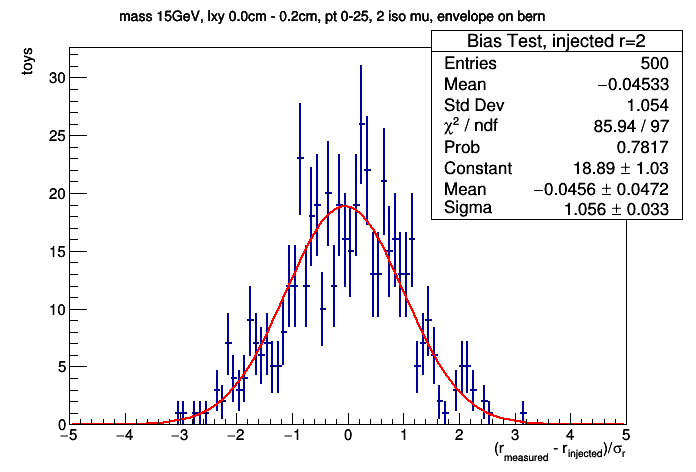 mass 15GeV, lxy 0.0cm - 0.2cm, pt 0-25, 2 iso mu, envelope on bern
Bias Test, injected r=2
Entries 500
Mean −0.04533
Std Dev 1.054
χ² / ndf 85.94 / 97
Prob 0.7817
Constant 18.89 ± 1.03
Mean −0.0456 ± 0.0472
Sigma 1.056 ± 0.033
toys
30
25
20
15
10
5
0
−5 −4 −3 −2 −1 0 1 2 3 4 5
(r_measured - r_injected)/σ_r